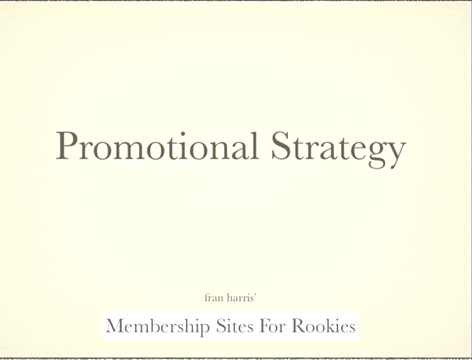 Promotional Strategy
fran harris'
Membership Sites For Rookies